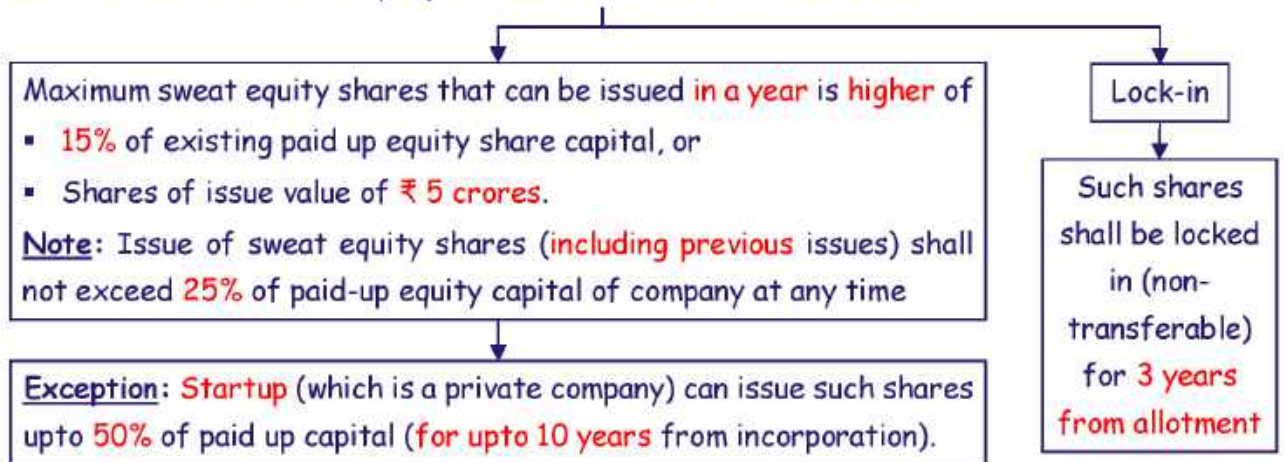 Maximum sweat equity shares that can be issued in a year is higher of
▪ 15% of existing paid up equity share capital, or
▪ Shares of issue value of ₹ 5 crores.
Note: Issue of sweat equity shares (including previous issues) shall
not exceed 25% of paid-up equity capital of company at any time
Exception: Startup (which is a private company) can issue such shares
upto 50% of paid up capital (for upto 10 years from incorporation).
Lock-in
Such shares
shall be locked
in (non-
transferable)
for 3 years
from allotment